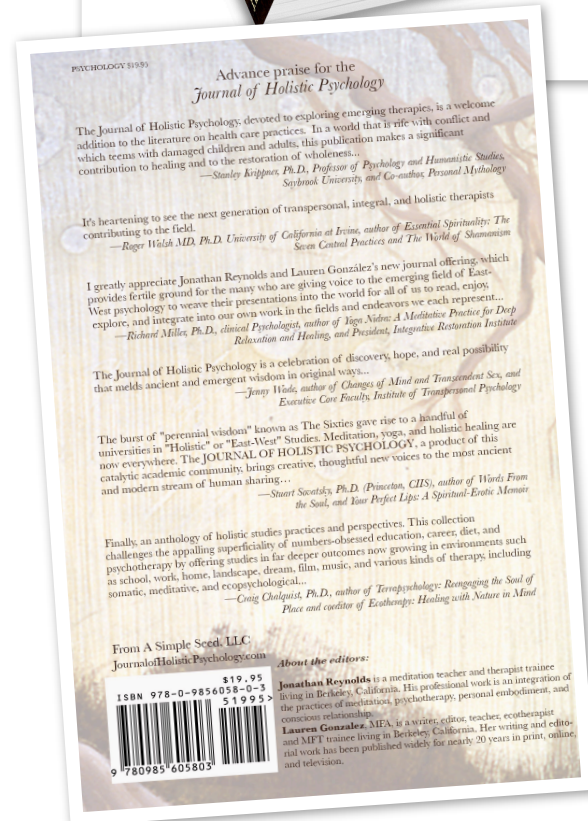 PSYCHOLOGY $19.95
Advance praise for the
Journal of Holistic Psychology
The Journal of Holistic Psychology, devoted to exploring emerging therapies, is a welcome
addition to the literature on health care practices. In a world that is rife with conflict and
which teems with damaged children and adults, this publication makes a significant
contribution to healing and to the restoration of wholeness...
—Stanley Krippner, Ph.D., Professor of Psychology and Humanistic Studies,
Saybrook University, and Co-author, Personal Mythology
It's heartening to see the next generation of transpersonal, integral, and holistic therapists
contributing to the field.
—Roger Walsh MD, Ph.D. University of California at Irvine, author of Essential Spirituality: The
Seven Central Practices and The World of Shamanism
I greatly appreciate Jonathan Reynolds and Lauren González's new journal offering, which
provides fertile ground for the many who are giving voice to the emerging field of East-
West psychology to weave their presentations into the world for all of us to read, enjoy,
explore, and integrate into our own work in the fields and endeavors we each represent...
—Richard Miller, Ph.D., clinical Psychologist, author of Yoga Nidra: A Meditative Practice for Deep
Relaxation and Healing, and President, Integrative Restoration Institute
The Journal of Holistic Psychology is a celebration of discovery, hope, and real possibility
that melds ancient and emergent wisdom in original ways...
—Jenny Wade, author of Changes of Mind and Transcendent Sex, and
Executive Core Faculty, Institute of Transpersonal Psychology
The burst of "perennial wisdom" known as The Sixties gave rise to a handful of
universities in "Holistic" or "East-West" Studies. Meditation, yoga, and holistic healing are
now everywhere. The JOURNAL OF HOLISTIC PSYCHOLOGY, a product of this
catalytic academic community, brings creative, thoughtful new voices to the most ancient
and modern stream of human sharing…
—Stuart Sovatsky, Ph.D. (Princeton, CIIS), author of Words From
the Soul, and Your Perfect Lips: A Spiritual-Erotic Memoir
Finally, an anthology of holistic studies practices and perspectives. This collection
challenges the appalling superficiality of numbers-obsessed education, career, diet, and
psychotherapy by offering studies in far deeper outcomes now growing in environments such
as school, work, home, landscape, dream, film, music, and various kinds of therapy, including
somatic, meditative, and ecopsychological...
—Craig Chalquist, Ph.D., author of Terrapsychology: Reengaging the Soul of
Place and coeditor of Ecotherapy: Healing with Nature in Mind
From A Simple Seed, LLC
JournalofHolisticPsychology.com
$19.95
ISBN 978-0-9856058-0-3
51995>
9 780985 605803
About the editors:
Jonathan Reynolds is a meditation teacher and therapist trainee
living in Berkeley, California. His professional work is an integration of
the practices of meditation, psychotherapy, personal embodiment, and
conscious relationship.
Lauren Gonzalez, MFA, is a writer, editor, teacher, ecotherapist
and MFT trainee living in Berkeley, California. Her writing and edito-
rial work has been published widely for nearly 20 years in print, online,
and television.